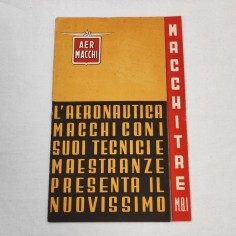 AER
MACCHI
MACCHITRE
M.B.1
L'AERONAUTICA
MACCHI CON I
SUOI TECNICI E
MAESTRANZE
PRESENTA IL
NUOVISSIMO